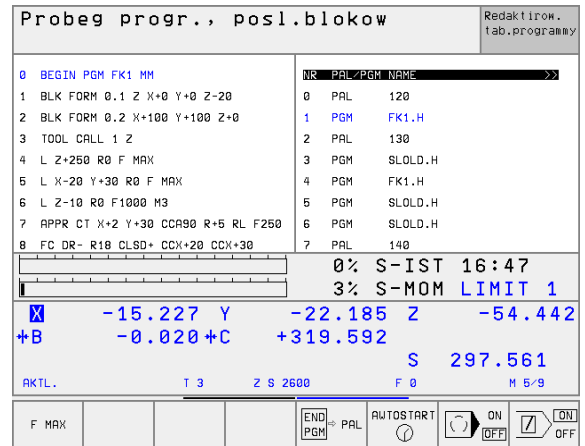 Probeg progr., posl.blokow
Redaktirow.
tab.programmy
0 BEGIN PGM FK1 MM
1 BLK FORM 0.1 Z X+0 Y+0 Z-20
2 BLK FORM 0.2 X+100 Y+100 Z+0
3 TOOL CALL 1 Z
4 L Z+250 R0 F MAX
5 L X-20 Y+30 R0 F MAX
6 L Z-10 R0 F1000 M3
7 APPR CT X+2 Y+30 CCA90 R+5 RL F250
8 FC DR- R18 CLSD+ CCX+20 CCX+30
NR PAL/PGM NAME >>
0 PAL 120
1 PGM FK1.H
2 PAL 130
3 PGM SLOLD.H
4 PGM FK1.H
5 PGM SLOLD.H
6 PGM SLOLD.H
7 PAL 140
0% S-IST 16:47
3% S-MOM LIMIT 1
X -15.227 Y -22.185 Z -54.442
B -0.020 C +319.592
S 297.561
AKTL. T 3 Z S 2600 F 0 M 5/9
F MAX
END PGM ⇨ PAL
AUTOSTART
ON
OFF
ON
OFF